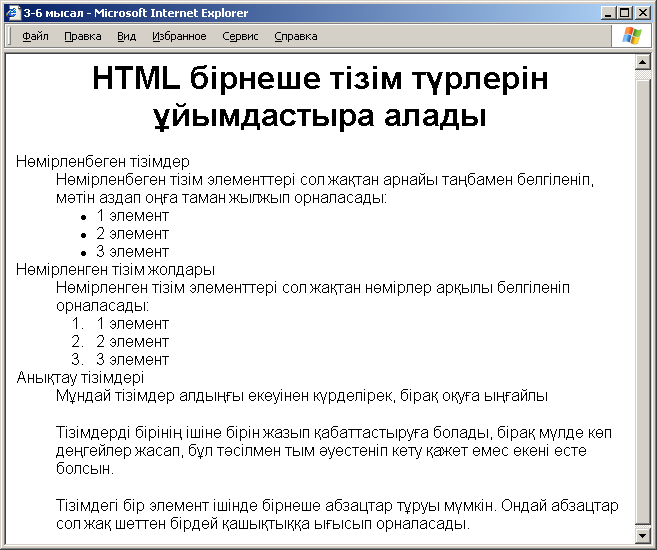 3-6 мысал - Microsoft Internet Explorer
Файл Правка Вид Избранное Сервис Справка
HTML бірнеше тізім түрлерін
ұйымдастыра алады
Нөмірленбеген тізімдер
Нөмірленбеген тізім элементтері сол жақтан арнайы таңбамен белгіленіп,
мәтін аздап оңға таман жылжып орналасады:
• 1 элемент
• 2 элемент
• 3 элемент
Нөмірленген тізім жолдары
Нөмірленген тізім элементтері сол жақтан нөмірлер арқылы белгіленіп
орналасады:
1. 1 элемент
2. 2 элемент
3. 3 элемент
Анықтау тізімдері
Мұндай тізімдер алдыңғы екеуінен күрделірек, бірақ оқуға ыңғайлы
Тізімдерді бірінің ішіне бірін жазып қабаттастыруға болады, бірақ мүлде көп
деңгейлер жасап, бұл тәсілмен тым әуестеніп кету қажет емес екені есте
болсын.
Тізімдегі бір элемент ішінде бірнеше абзацтар тұруы мүмкін. Ондай абзацтар
сол жақ шеттен бірдей қашықтыққа ығысып орналасады.